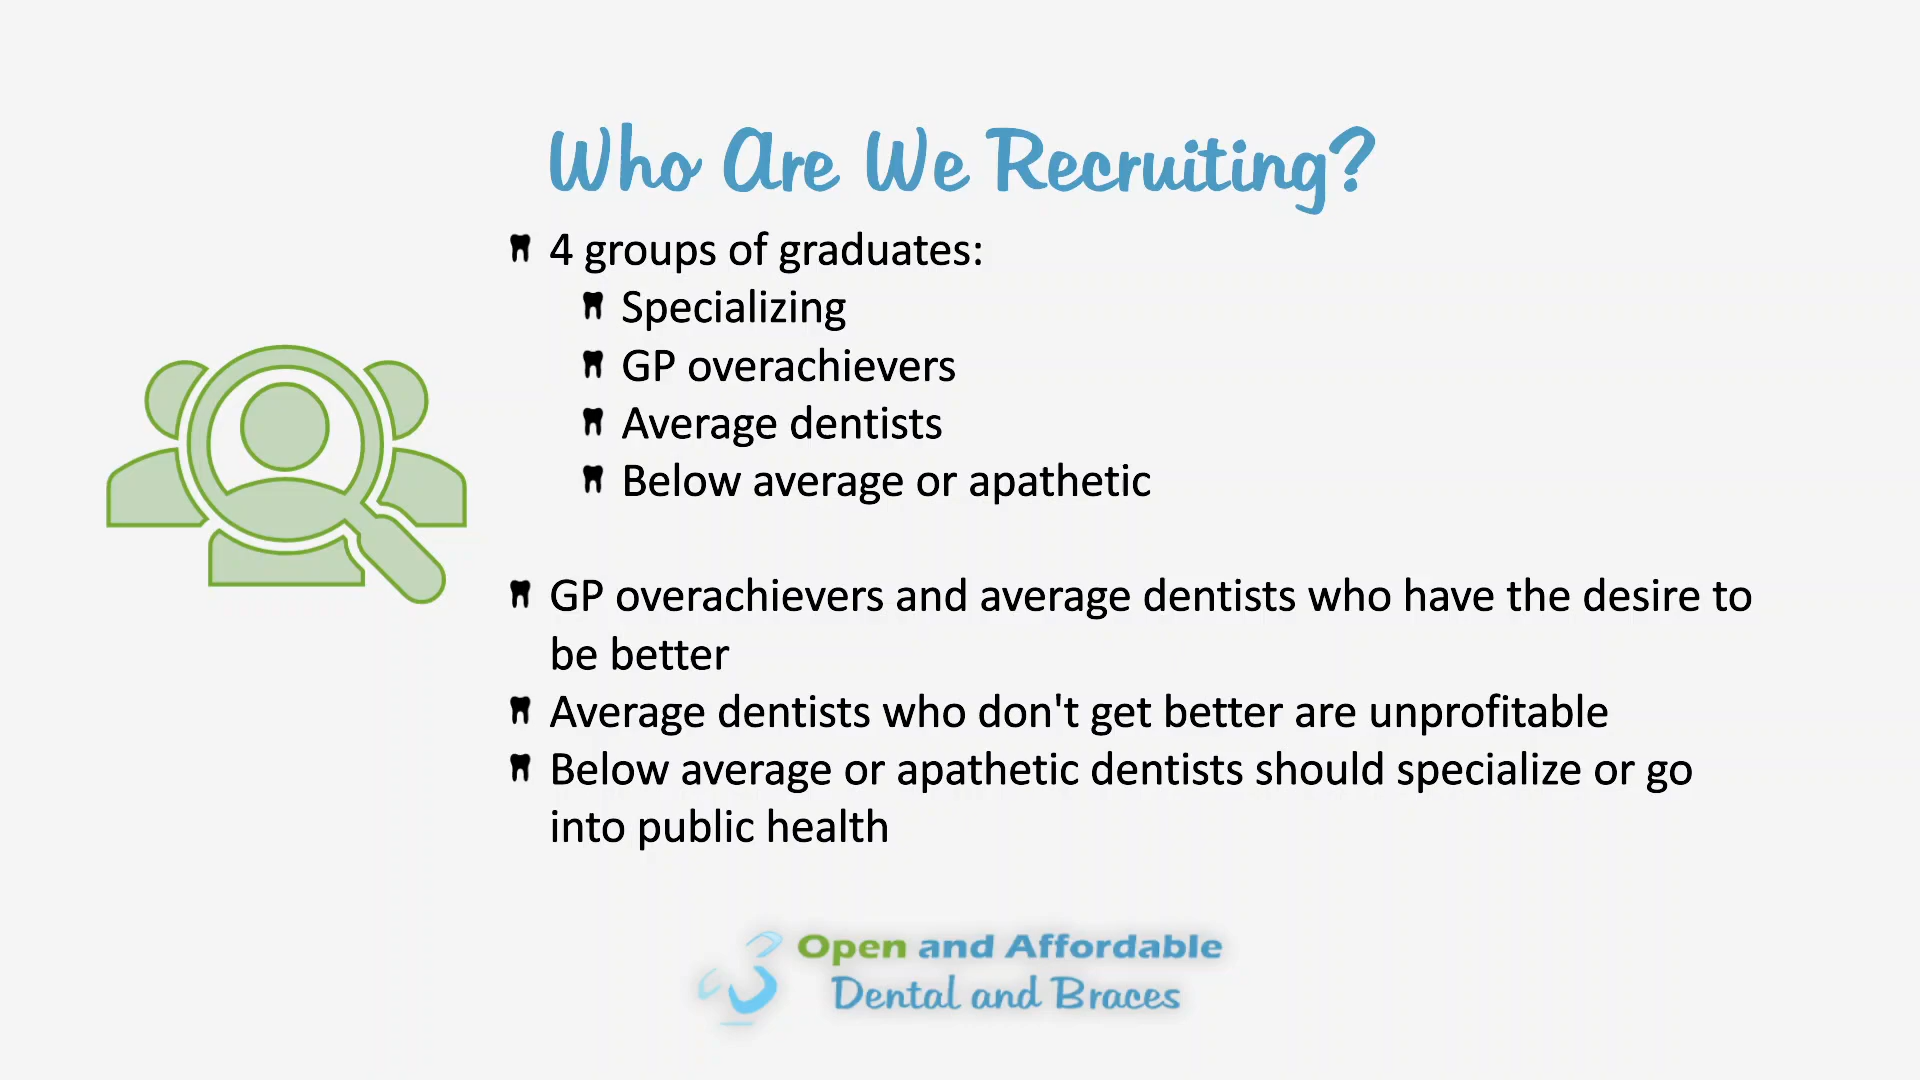 Who Are We Recruiting?
4 groups of graduates:
Specializing
GP overachievers
Average dentists
Below average or apathetic
GP overachievers and average dentists who have the desire to
be better
Average dentists who don't get better are unprofitable
Below average or apathetic dentists should specialize or go
into public health
Open and Affordable
Dental and Braces